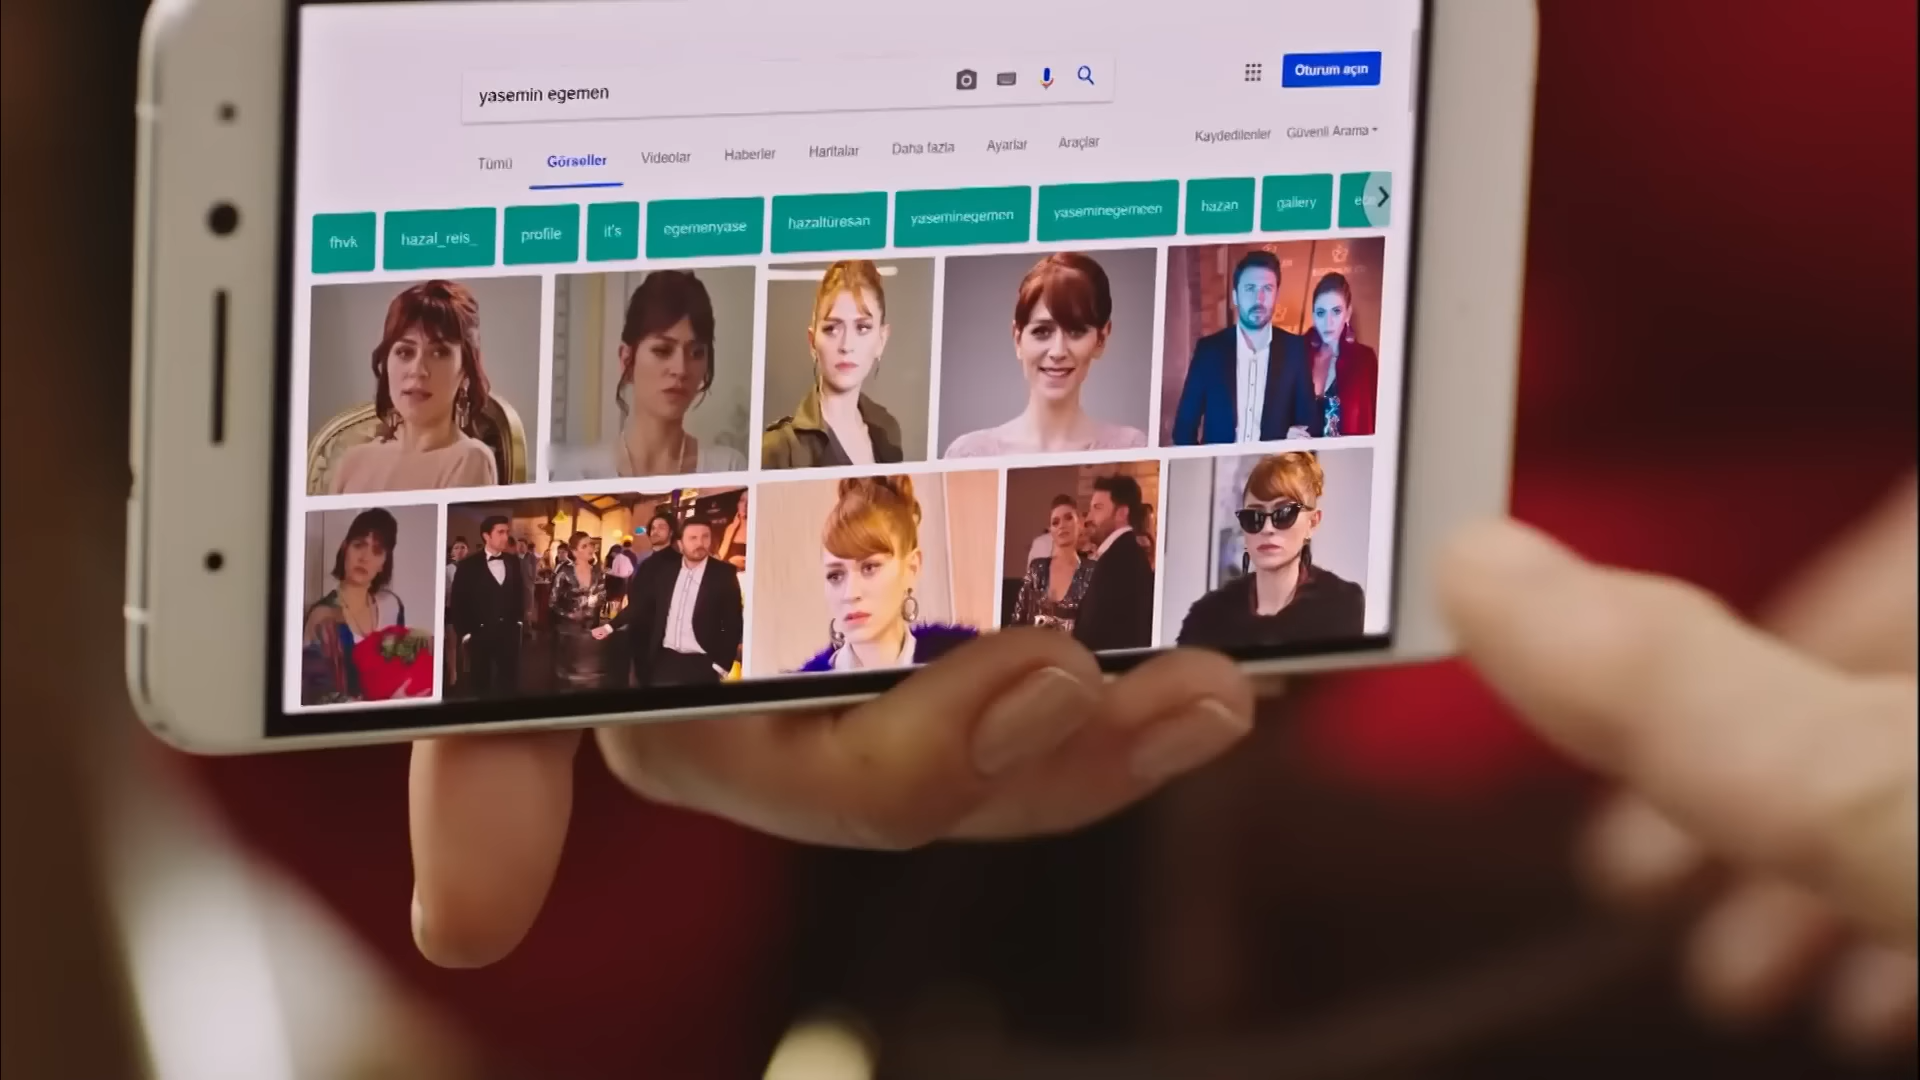 yasemin egemen
Oturum açın
Tümü Görseller Videolar Haberler Haritalar Daha fazla Ayarlar Araçlar Kaydedilenler Güvenli Arama
fhvk hazal_reis_ profile it's egemenyase hazaltüresan yaseminegemen yaseminegemeen hazan gallery